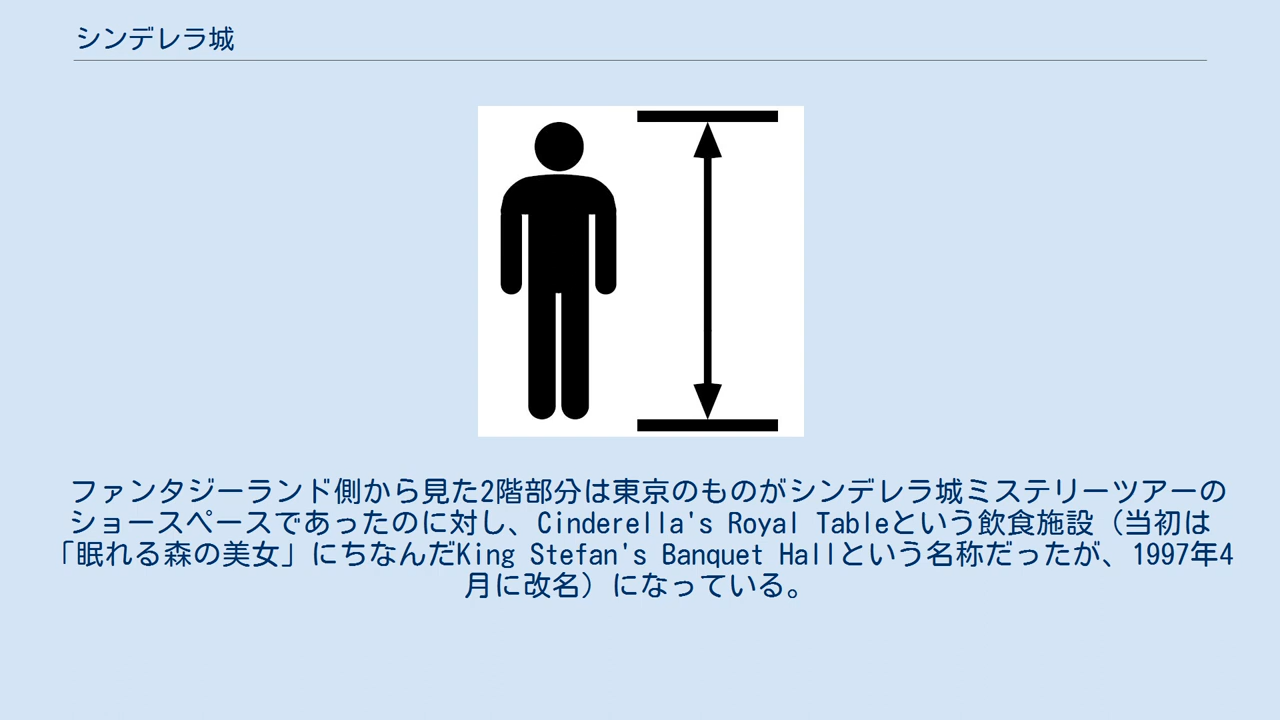 シンデレラ城
ファンタジーランド側から見た2階部分は東京のものがシンデレラ城ミステリーツアーの
ショースペースであったのに対し、Cinderella's Royal Tableという飲食施設（当初は
「眠れる森の美女」にちなんだKing Stefan's Banquet Hallという名称だったが、1997年4
月に改名）になっている。